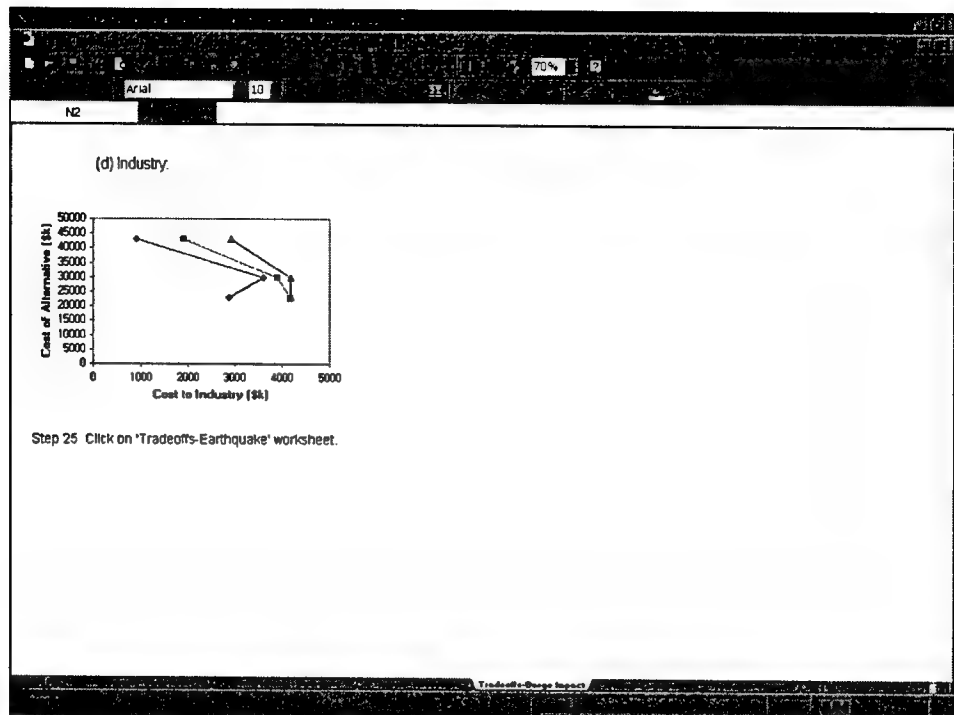 70%
?
Arial
10
N2
(d) Industry.
Cost of Alternative ($k)
50000
45000
40000
35000
30000
25000
20000
15000
10000
5000
0
0 1000 2000 3000 4000 5000
Cost to Industry ($k)
Step 25 Click on 'Tradeoffs-Earthquake' worksheet.
Tradeoffs-Usage Impact